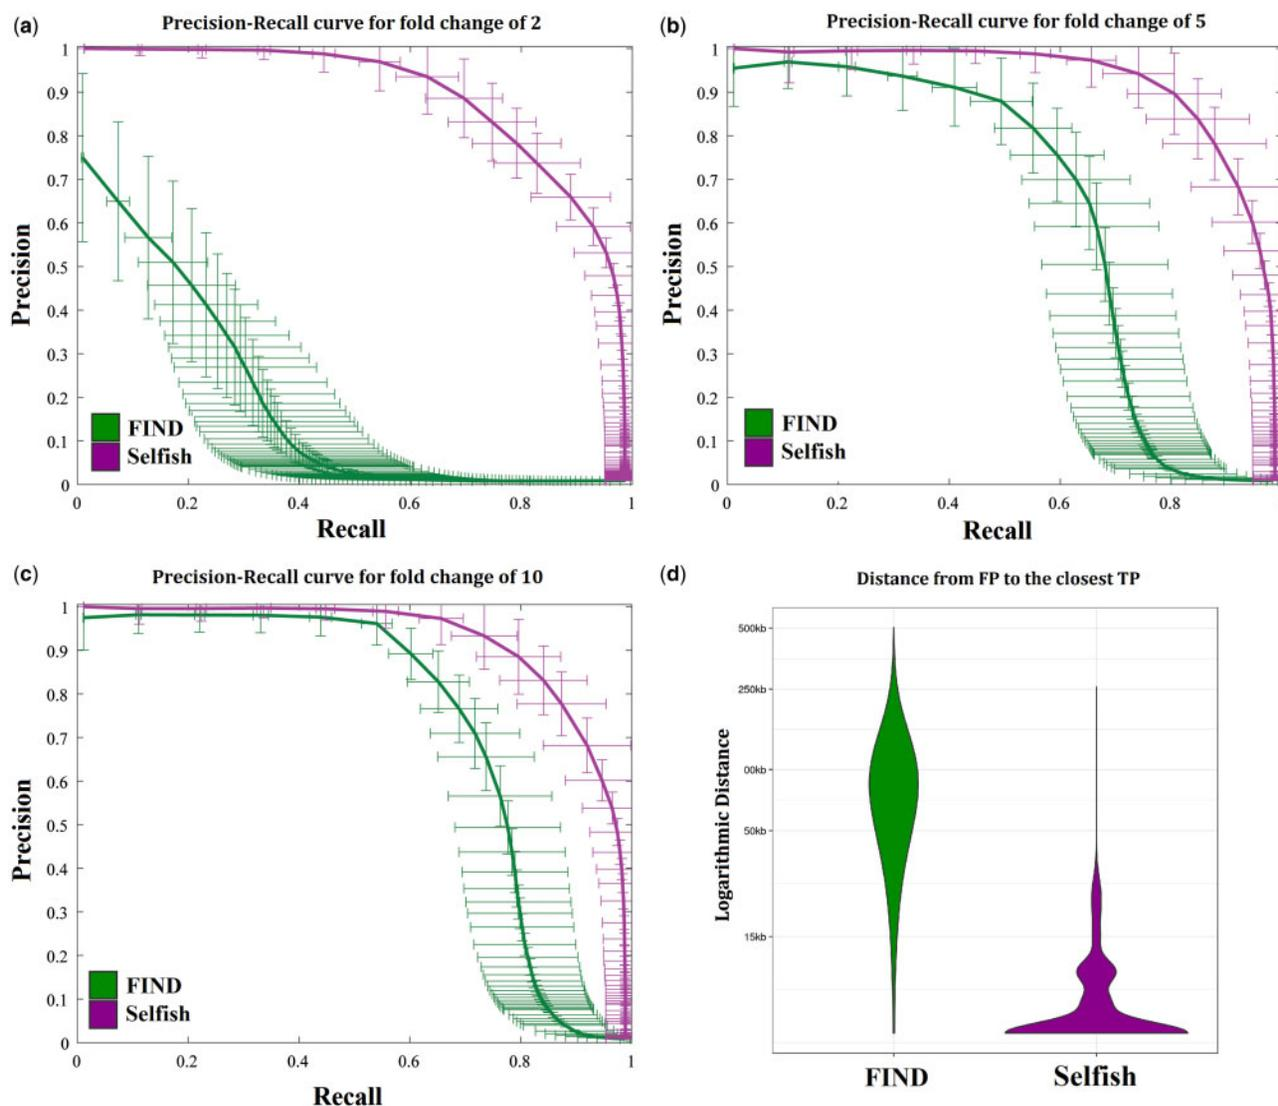 (a) Precision-Recall curve for fold change of 2
1
0.9
0.8
0.7
0.6
0.5
0.4
0.3
0.2
0.1
0
Precision
FIND
Selfish
0 0.2 0.4 0.6 0.8 1
Recall
(b) Precision-Recall curve for fold change of 5
1
0.9
0.8
0.7
0.6
0.5
0.4
0.3
0.2
0.1
0
Precision
FIND
Selfish
0 0.2 0.4 0.6 0.8
Recall
(c) Precision-Recall curve for fold change of 10
1
0.9
0.8
0.7
0.6
0.5
0.4
0.3
0.2
0.1
0
Precision
FIND
Selfish
0 0.2 0.4 0.6 0.8 1
Recall
(d) Distance from FP to the closest TP
500kb
250kb
00kb
50kb
15kb
Logarithmic Distance
FIND Selfish